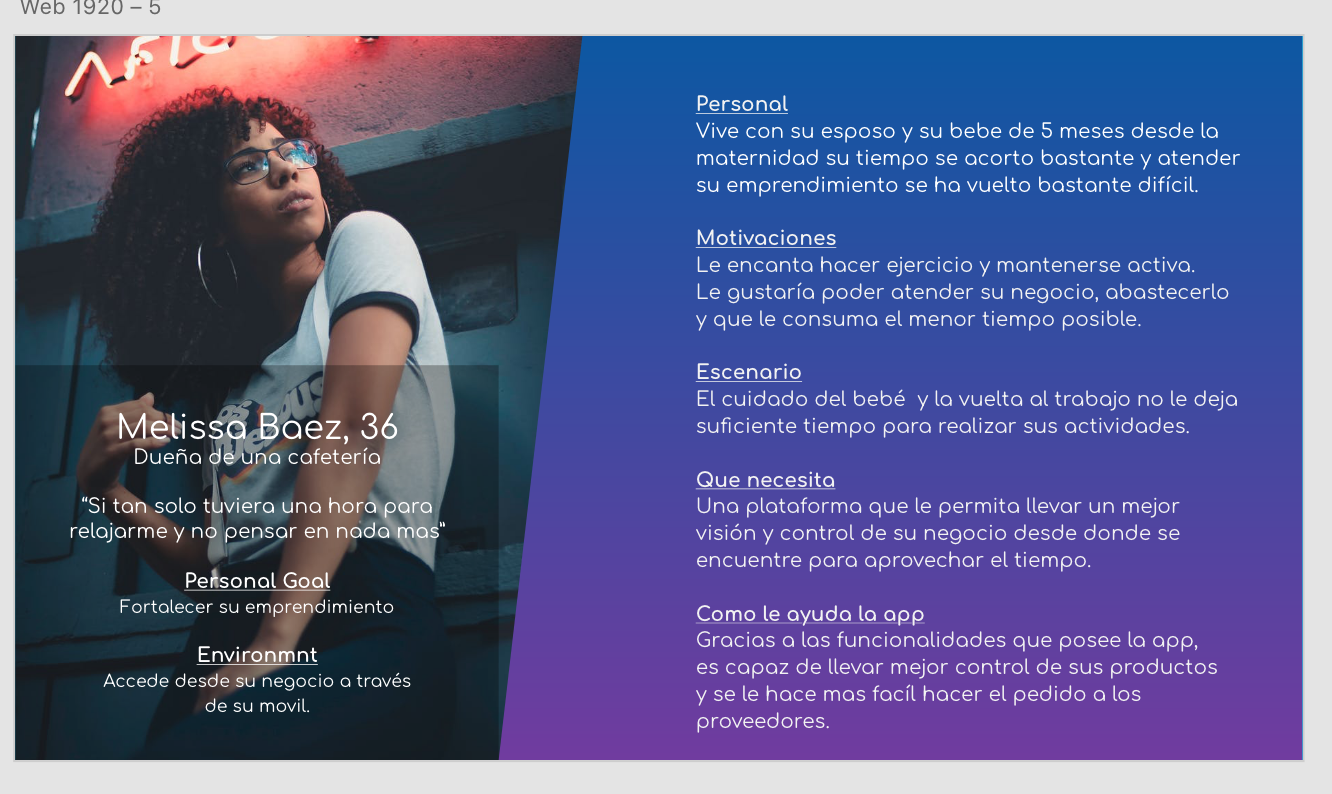 Web 1920 – 5
Melissa Baez, 36
Dueña de una cafetería
“Si tan solo tuviera una hora para
relajarme y no pensar en nada mas”
Personal Goal
Fortalecer su emprendimiento
Environmnt
Accede desde su negocio a través
de su movil.
Personal
Vive con su esposo y su bebe de 5 meses desde la
maternidad su tiempo se acorto bastante y atender
su emprendimiento se ha vuelto bastante difícil.
Motivaciones
Le encanta hacer ejercicio y mantenerse activa.
Le gustaría poder atender su negocio, abastecerlo
y que le consuma el menor tiempo posible.
Escenario
El cuidado del bebé  y la vuelta al trabajo no le deja
suficiente tiempo para realizar sus actividades.
Que necesita
Una plataforma que le permita llevar un mejor
visión y control de su negocio desde donde se
encuentre para aprovechar el tiempo.
Como le ayuda la app
Gracias a las funcionalidades que posee la app,
es capaz de llevar mejor control de sus productos
y se le hace mas facíl hacer el pedido a los
proveedores.